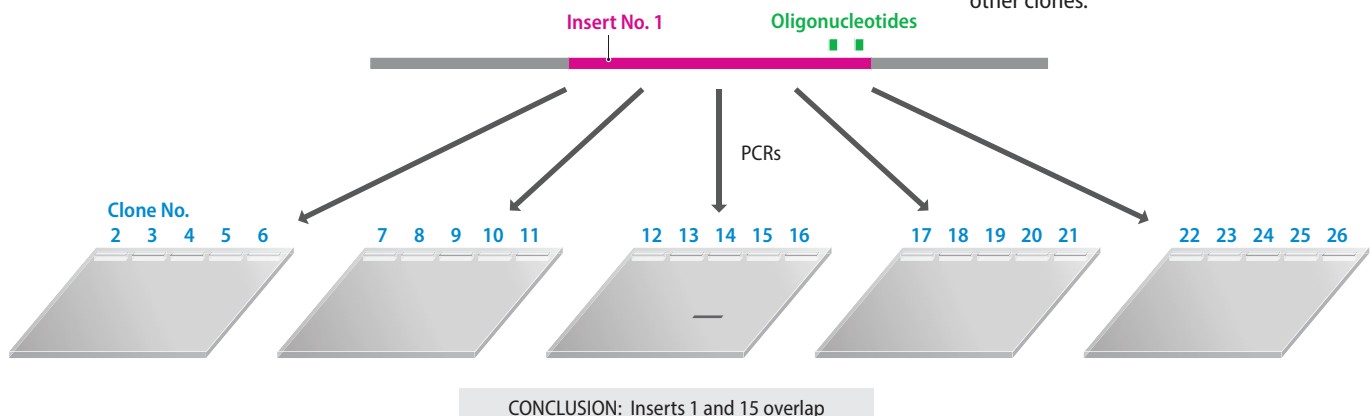 other clones.
Insert No. 1
Oligonucleotides
PCRs
Clone No.
2 3 4 5 6
7 8 9 10 11
12 13 14 15 16
17 18 19 20 21
22 23 24 25 26
CONCLUSION: Inserts 1 and 15 overlap